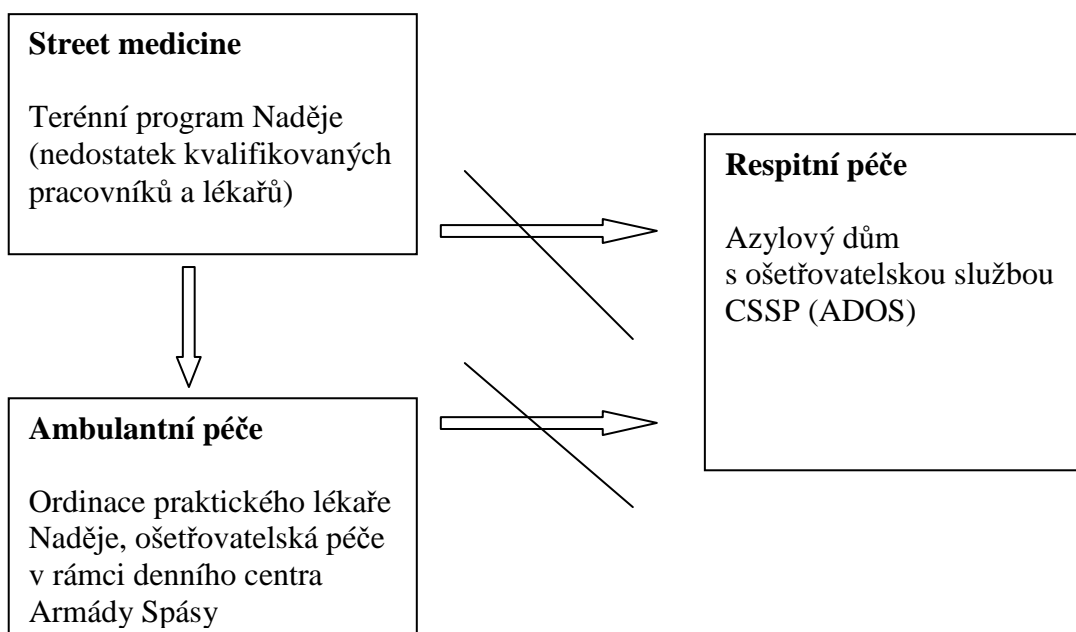 Street medicine
Terénní program Naděje
(nedostatek kvalifikovaných
pracovníků a lékařů)
Respitní péče
Azylový dům
s ošetřovatelskou službou
CSSP (ADOS)
Ambulantní péče
Ordinace praktického lékaře
Naděje, ošetřovatelská péče
v rámci denního centra
Armády Spásy